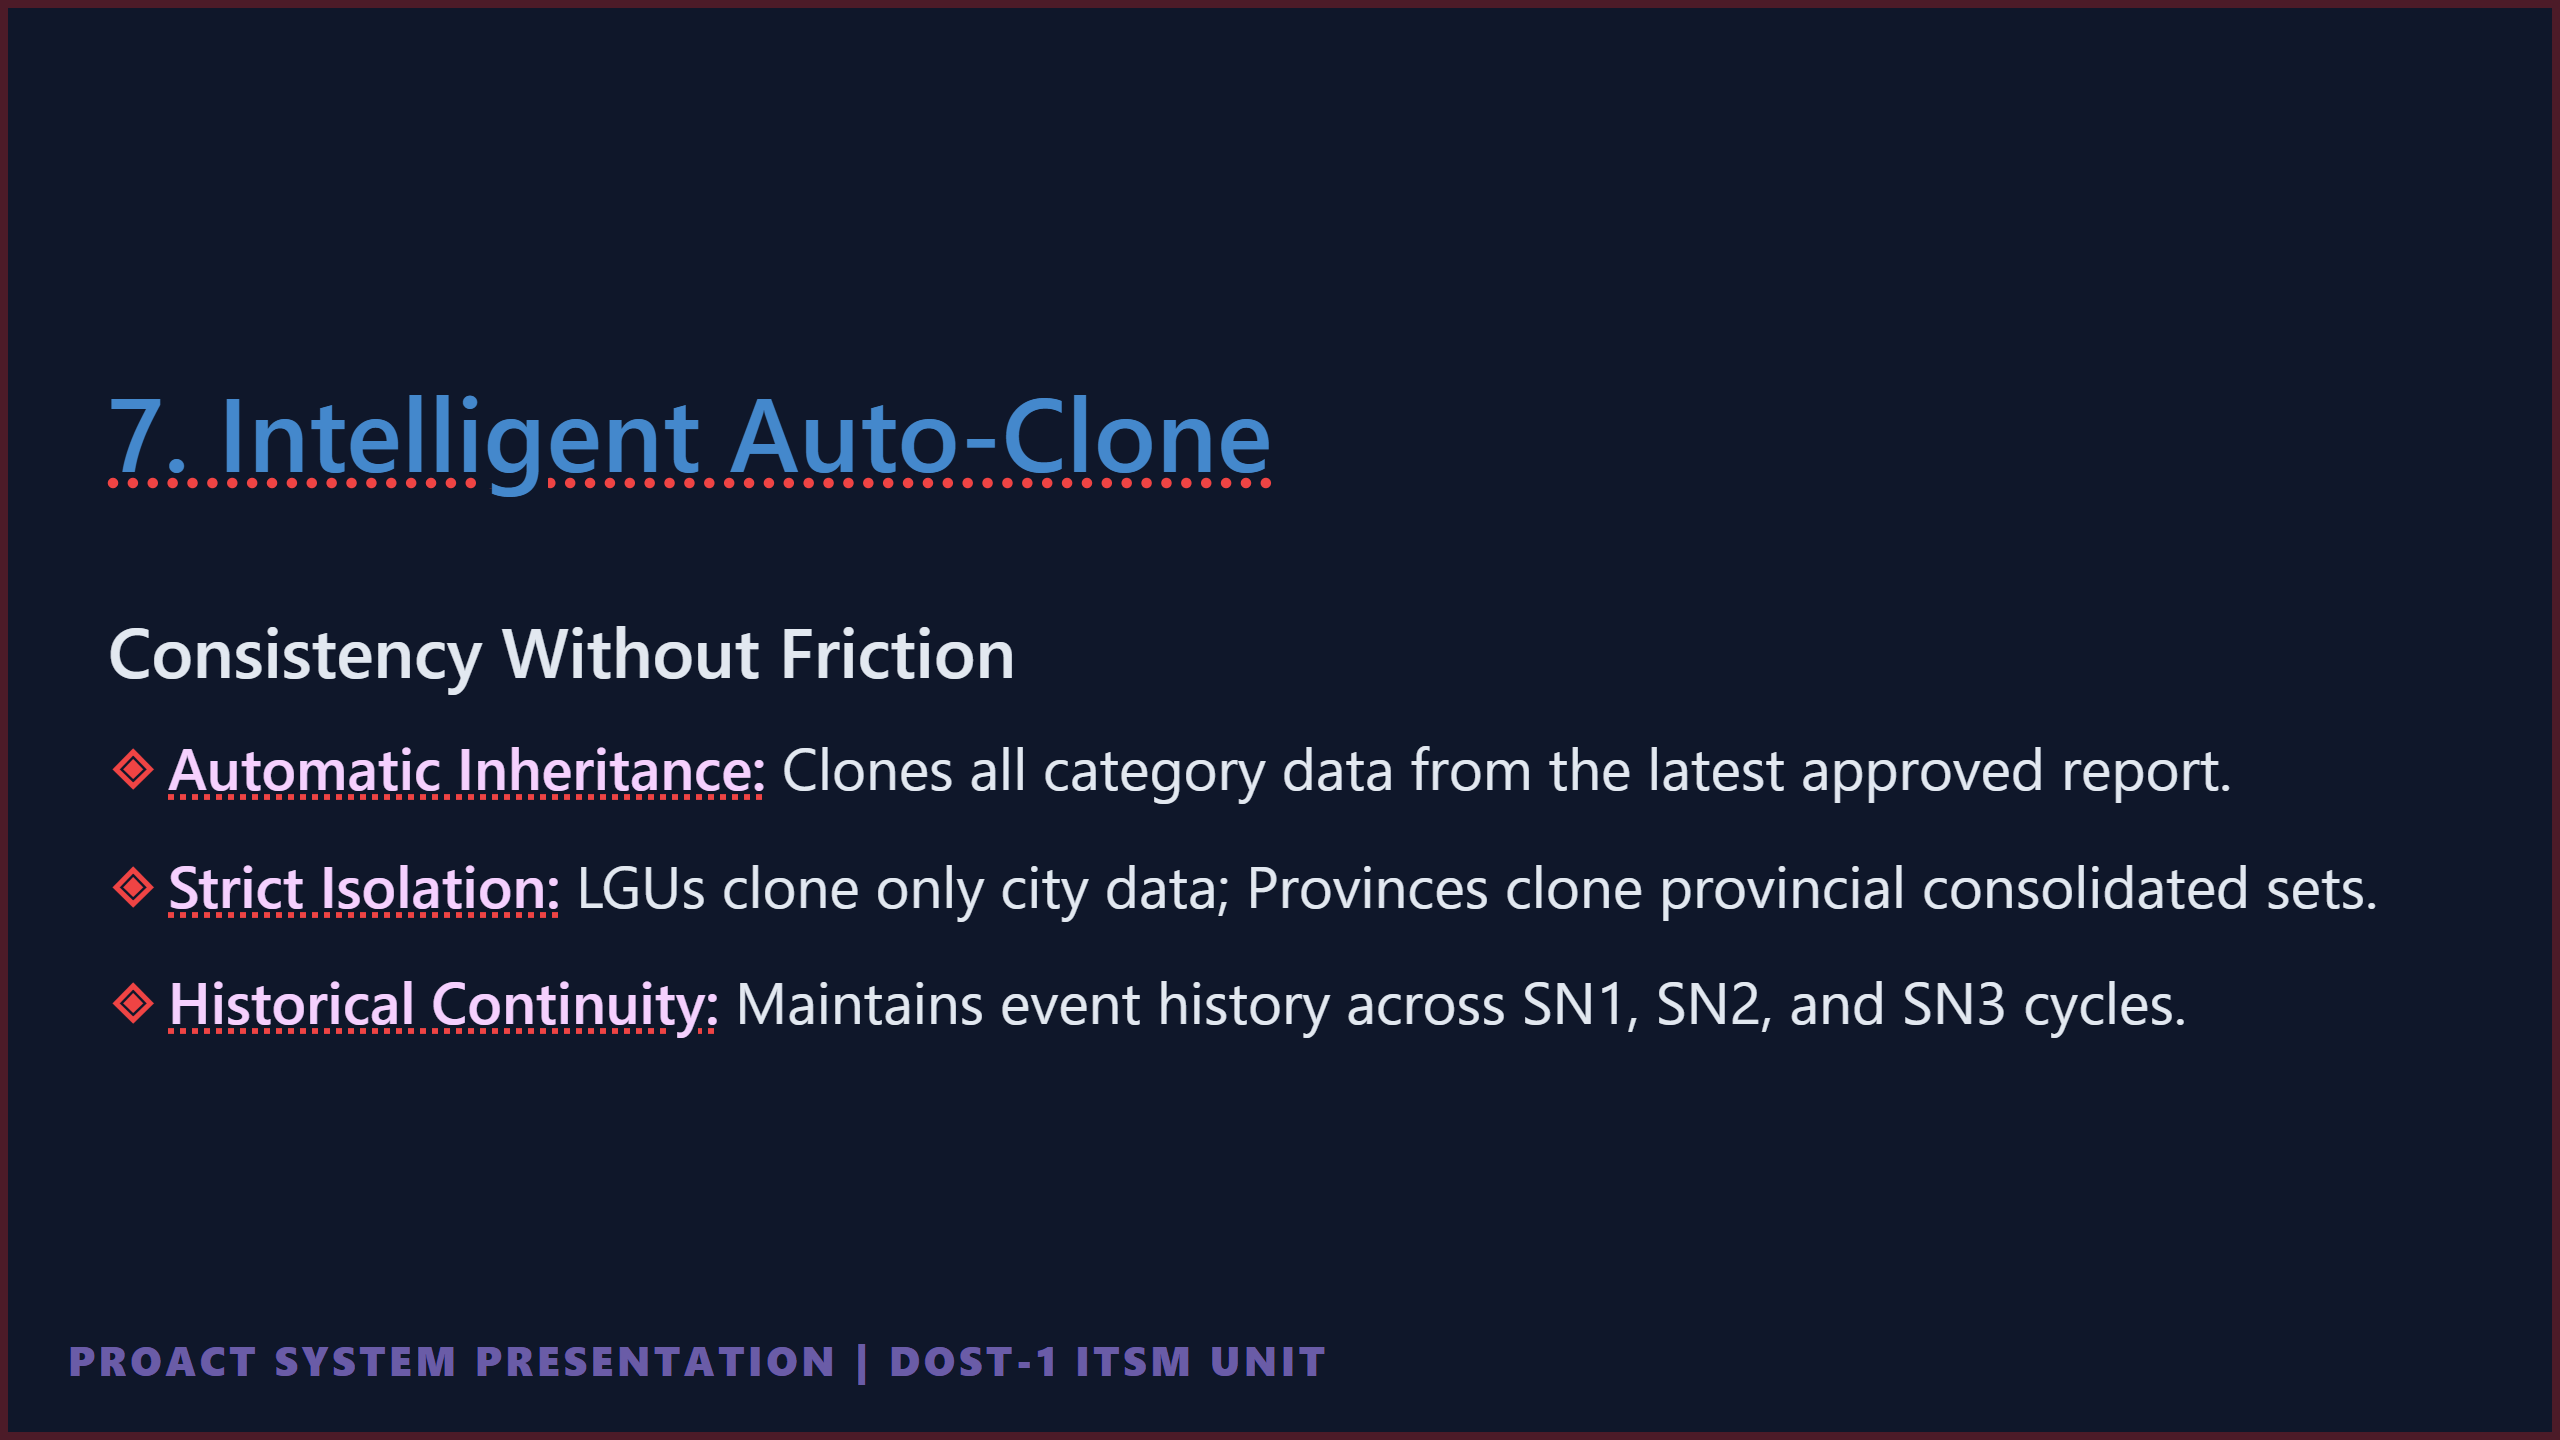 7. Intelligent Auto-Clone
Consistency Without Friction
Automatic Inheritance: Clones all category data from the latest approved report.
Strict Isolation: LGUs clone only city data; Provinces clone provincial consolidated sets.
Historical Continuity: Maintains event history across SN1, SN2, and SN3 cycles.
PROACT SYSTEM PRESENTATION | DOST-1 ITSM UNIT